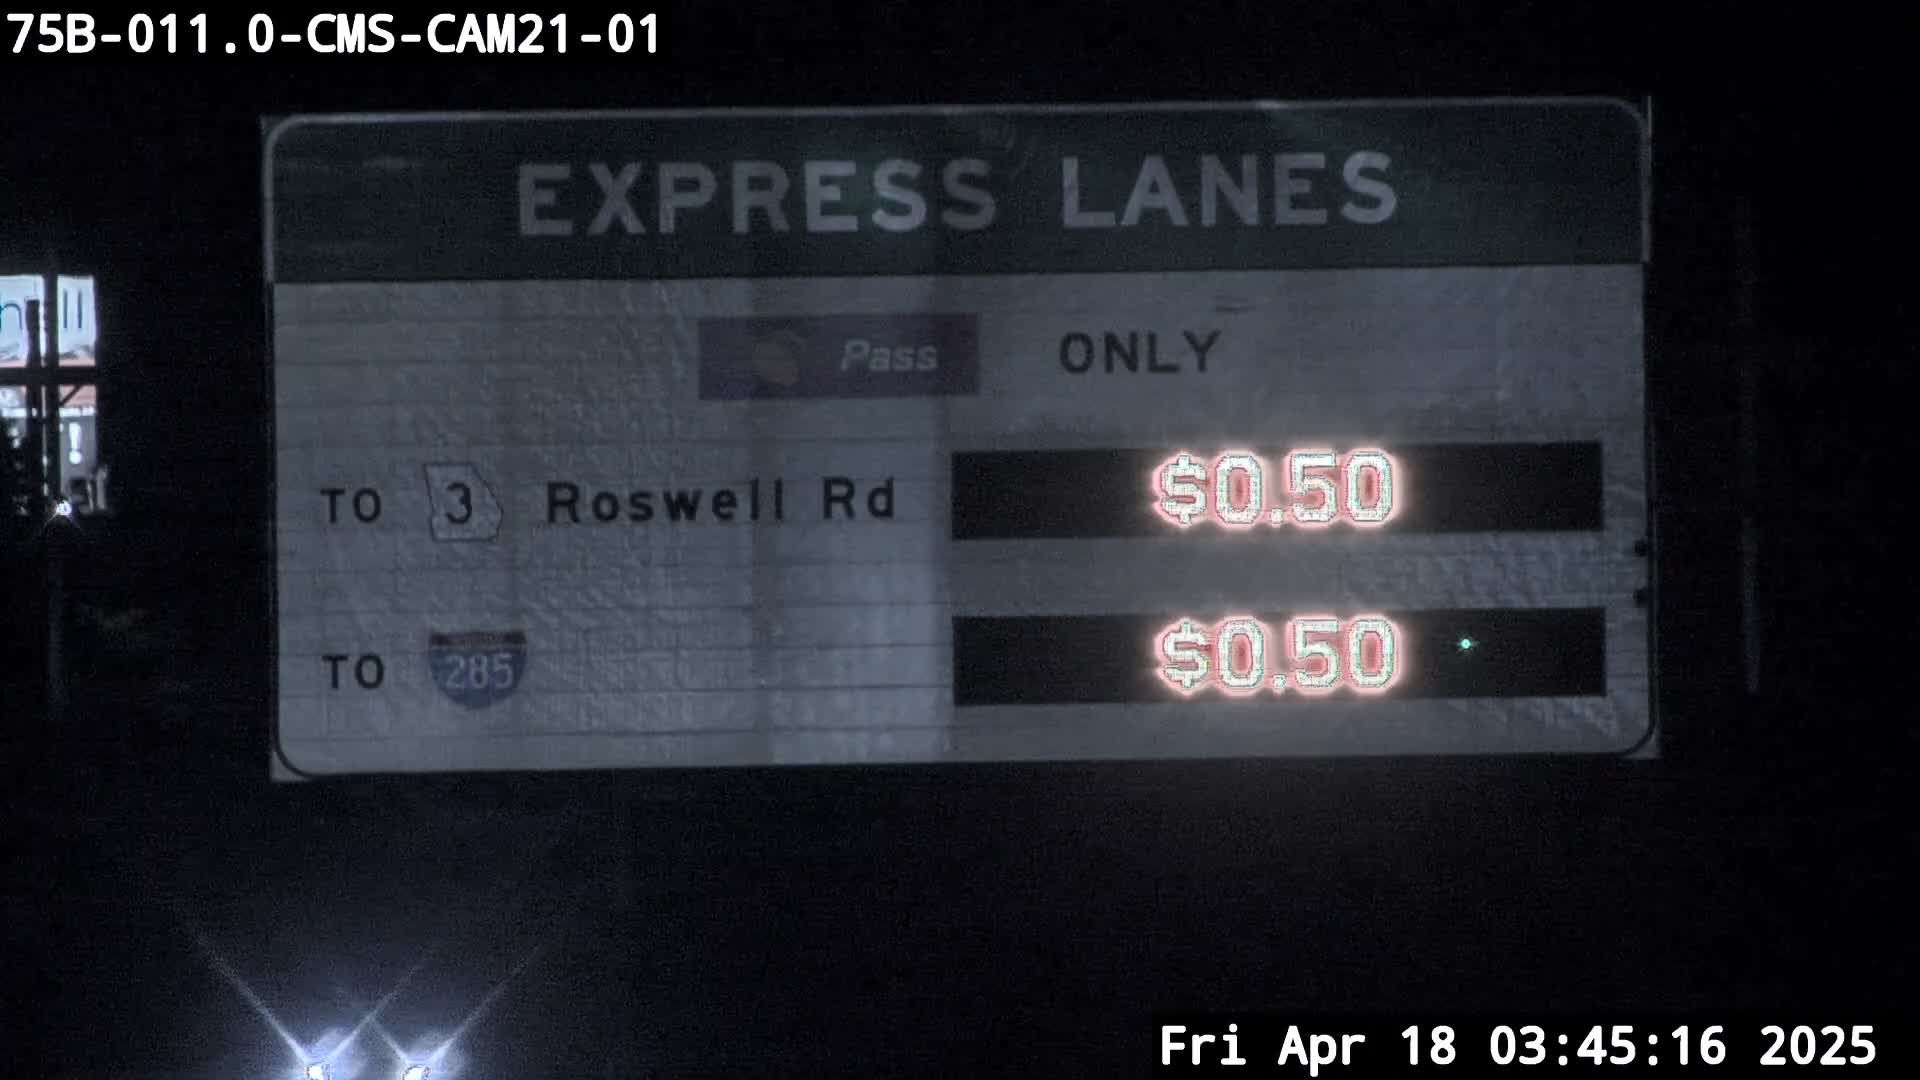 75B-011.0-CMS-CAM21-01
EXPRESS LANES
Pass ONLY
TO 3 Roswell Rd $0.50
TO 285 $0.50
Fri Apr 18 03:45:16 2025